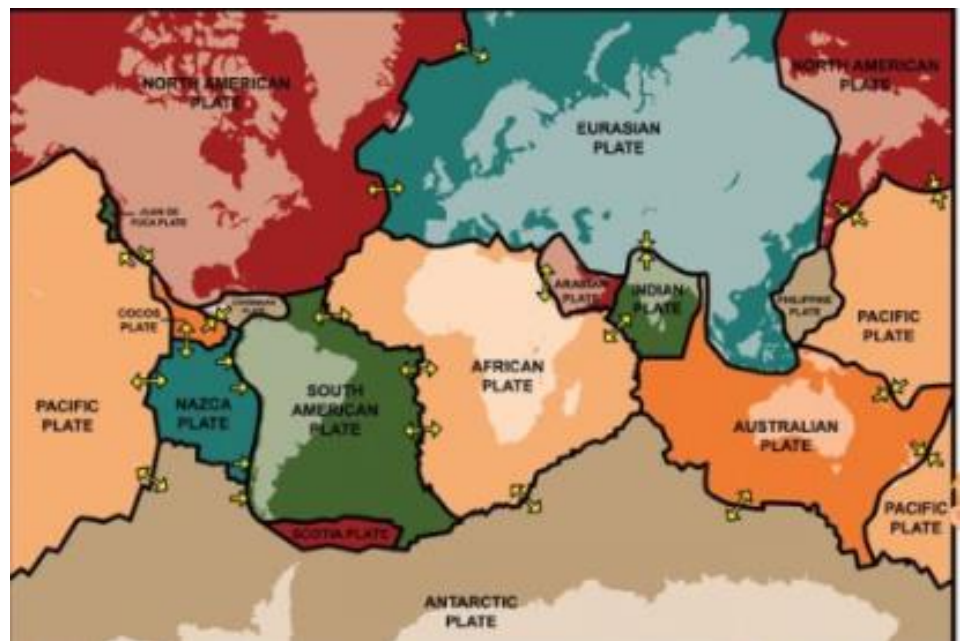 NORTH AMERICAN
PLATE
NORTH AMERICAN
PLATE
EURASIAN
PLATE
JUAN DE
FUCA PLATE
CARIBBEAN
PLATE
COCOS
PLATE
ARABIAN
PLATE
INDIAN
PLATE
PHILIPPINE
PLATE
PACIFIC
PLATE
AFRICAN
PLATE
PACIFIC
PLATE
NAZCA
PLATE
SOUTH
AMERICAN
PLATE
AUSTRALIAN
PLATE
PACIFIC
PLATE
SCOTIA PLATE
ANTARCTIC
PLATE